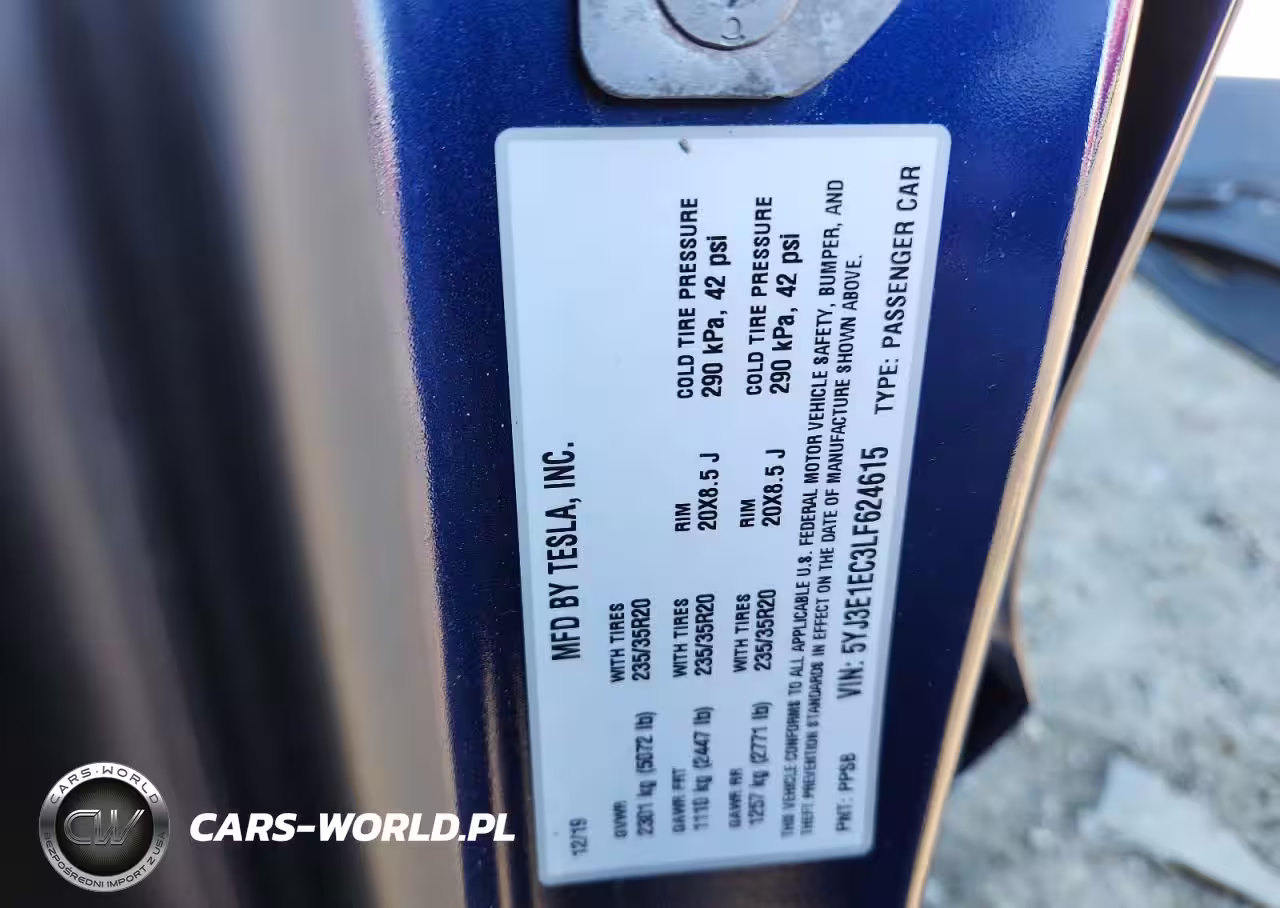 MFD BY TESLA, INC.
12/19
GVWR
2301 kg (5072 lb)
WITH TIRES
235/35R20
GAWR FRT
1110 kg (2447 lb)
WITH TIRES
235/35R20
RIM
20X8.5 J
COLD TIRE PRESSURE
290 kPa, 42 psi
GAWR RR
1257 kg (2771 lb)
WITH TIRES
235/35R20
RIM
20X8.5 J
COLD TIRE PRESSURE
290 kPa, 42 psi
THIS VEHICLE CONFORMS TO ALL APPLICABLE U.S. FEDERAL MOTOR VEHICLE SAFETY, BUMPER, AND
THEFT PREVENTION STANDARDS IN EFFECT ON THE DATE OF MANUFACTURE SHOWN ABOVE.
PNT: PPSB VIN: 5YJ3E1EC3LF624615 TYPE: PASSENGER CAR
CARS-WORLD
CW
BEZPOŚREDNI IMPORT Z USA
CARS-WORLD.PL